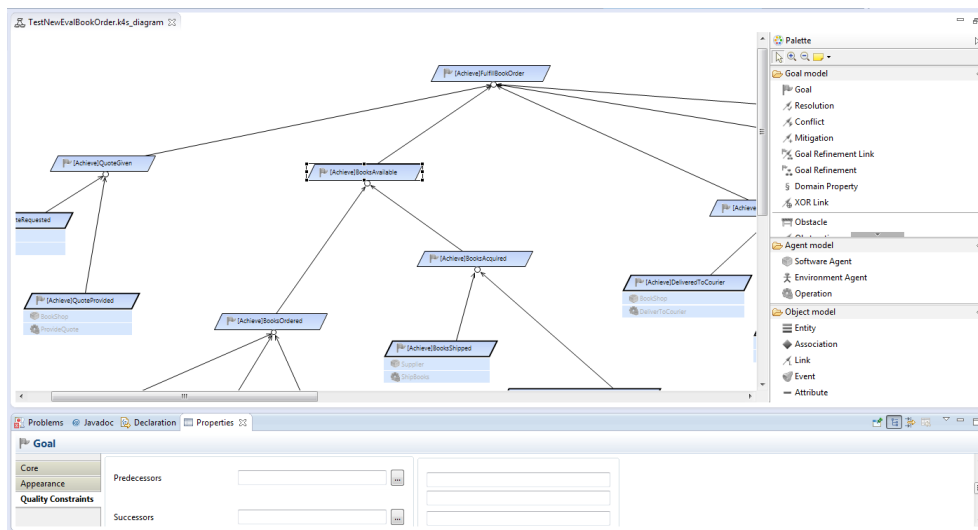 TestNewEvalBookOrder.k4s_diagram
[Achieve]FulfillBookOrder
[Achieve]QuoteGiven
[Achieve]BooksAvailable
teRequested
[Achieve
[Achieve]BooksAcquired
[Achieve]QuoteProvided
BookShop
ProvideQuote
[Achieve]DeliveredToCourier
BookShop
DeliverToCourier
[Achieve]BooksOrdered
[Achieve]BooksShipped
Supplier
ShipBooks
Palette
Goal model
Goal
Resolution
Conflict
Mitigation
Goal Refinement Link
Goal Refinement
Domain Property
XOR Link
Obstacle
Agent model
Software Agent
Environment Agent
Operation
Object model
Entity
Association
Link
Event
Attribute
Problems @ Javadoc Declaration Properties
Goal
Core
Appearance
Quality Constraints
Predecessors ...
Successors ...